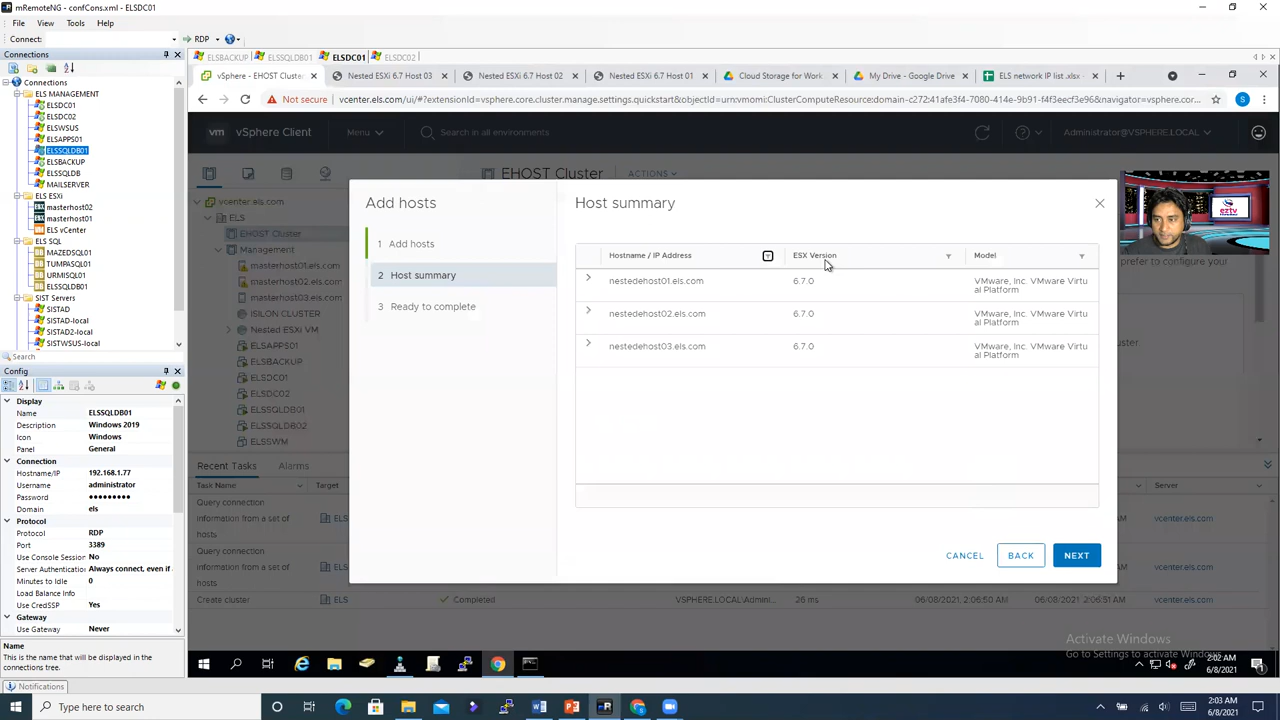 mRemoteNG - confCons.xml - ELSDC01
File View Tools Help
Connect: RDP
Connections
ELSBACKUP ELSSQLDB01 ELSDC01 ELSDC02
vSphere - EHOST Cluster Nested ESXi 6.7 Host 03 Nested ESXi 6.7 Host 02 Nested ESXi 6.7 Host 01 Cloud Storage for Work My Drive - Google Drive ELS network IP list .xlsx -
Not secure vcenter.els.com/ui/#?extensionId=vsphere.core.cluster.manage.settings.quickstart&objectId=urn:vmomi:ClusterComputeResource:domain-c272:41afe3f4-7080-414e-9b91-f4f3eecf3e96&navigator=vsphere.co...
Connections
ELS MANAGEMENT
ELSDC01
ELSDC02
ELSWSUS
ELSAPPS01
ELSSQLDB01
ELSBACKUP
ELSSQLDB
MAILSERVER
ELS ESXi
masterhost02
masterhost01
ELS vCenter
ELS SQL
MAZEDSQL01
TUMPASQL01
URMISQL01
ELSSQLDB01
SIST Servers
SISTAD
SISTAD-local
SISTAD2-local
SISTWSUS-local
Search
vm vSphere Client Menu Search in all environments Administrator@VSPHERE.LOCAL
EHOST Cluster ACTIONS
vcenter.els.com
ELS
EHOST Cluster
Management
masterhost01.els.com
masterhost02.els.com
masterhost03.els.com
ISILON CLUSTER
Nested ESXi VM
ELSAPPS01
ELSBACKUP
ELSDC01
ELSDC02
ELSSQLDB01
ELSSQLDB02
ELSSWM
Add hosts
1 Add hosts
2 Host summary
3 Ready to complete
Host summary
Hostname / IP Address ESX Version Model
nestedehost01.els.com 6.7.0 VMware, Inc. VMware Virtu
al Platform
nestedehost02.els.com 6.7.0 VMware, Inc. VMware Virtu
al Platform
nestedehost03.els.com 6.7.0 VMware, Inc. VMware Virtu
al Platform
CANCEL BACK NEXT
eztv
prefer to configure your
uster.
Recent Tasks Alarms
Task Name Target Server
Query connection
information from a set of ELS vcenter.els.com
hosts
Query connection
information from a set of ELS vcenter.els.com
hosts
Create cluster ELS Completed VSPHERE.LOCAL\Admini... 26 ms 06/08/2021, 2:06:50 AM 06/08/2021, 2:06:51 AM vcenter.els.com
Config
Display
Name ELSSQLDB01
Description Windows 2019
Icon Windows
Panel General
Connection
Hostname/IP 192.168.1.77
Username administrator
Password •••••••••
Domain els
Protocol
Protocol RDP
Port 3389
Use Console Session No
Server Authentication Always connect, even if
Minutes to Idle 0
Load Balance Info
Use CredSSP Yes
Gateway
Use Gateway Never
Name
This is the name that will be displayed in the
connections tree.
Notifications
Activate Windows
Go to Settings to activate Windows.
2:02 AM
6/8/2021
Type here to search
2:03 AM
6/8/2021